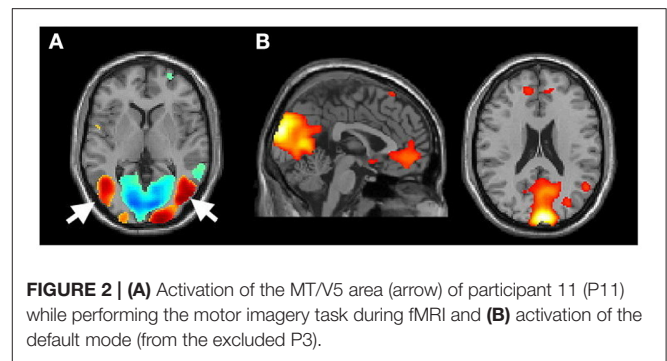 A
B
FIGURE 2 | (A) Activation of the MT/V5 area (arrow) of participant 11 (P11)
while performing the motor imagery task during fMRI and (B) activation of the
default mode (from the excluded P3).